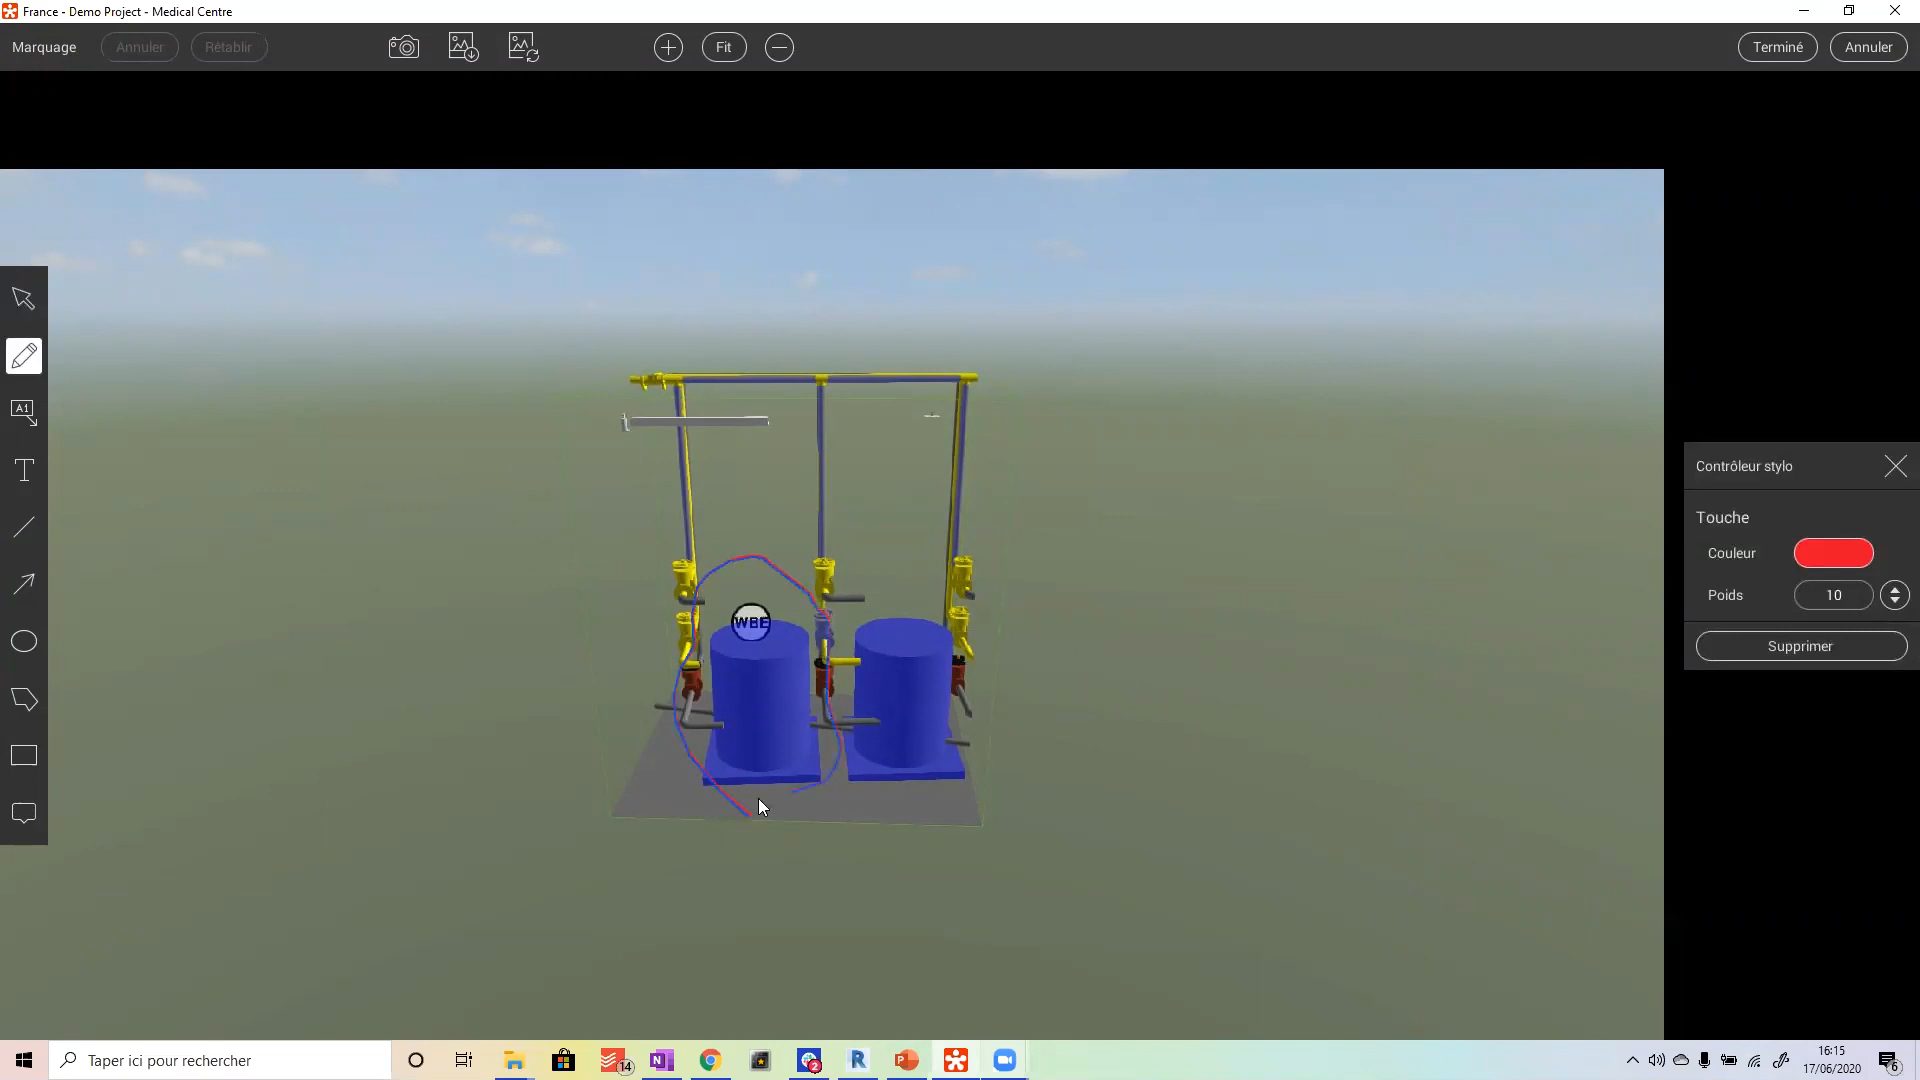 France - Demo Project - Medical Centre
Marquage
Annuler
Rétablir
Fit
Terminé
Annuler
A1
T
WBE
Contrôleur stylo
Touche
Couleur
Poids
10
Supprimer
Taper ici pour rechercher
14
N
2
R
P
16:15
17/06/2020
6